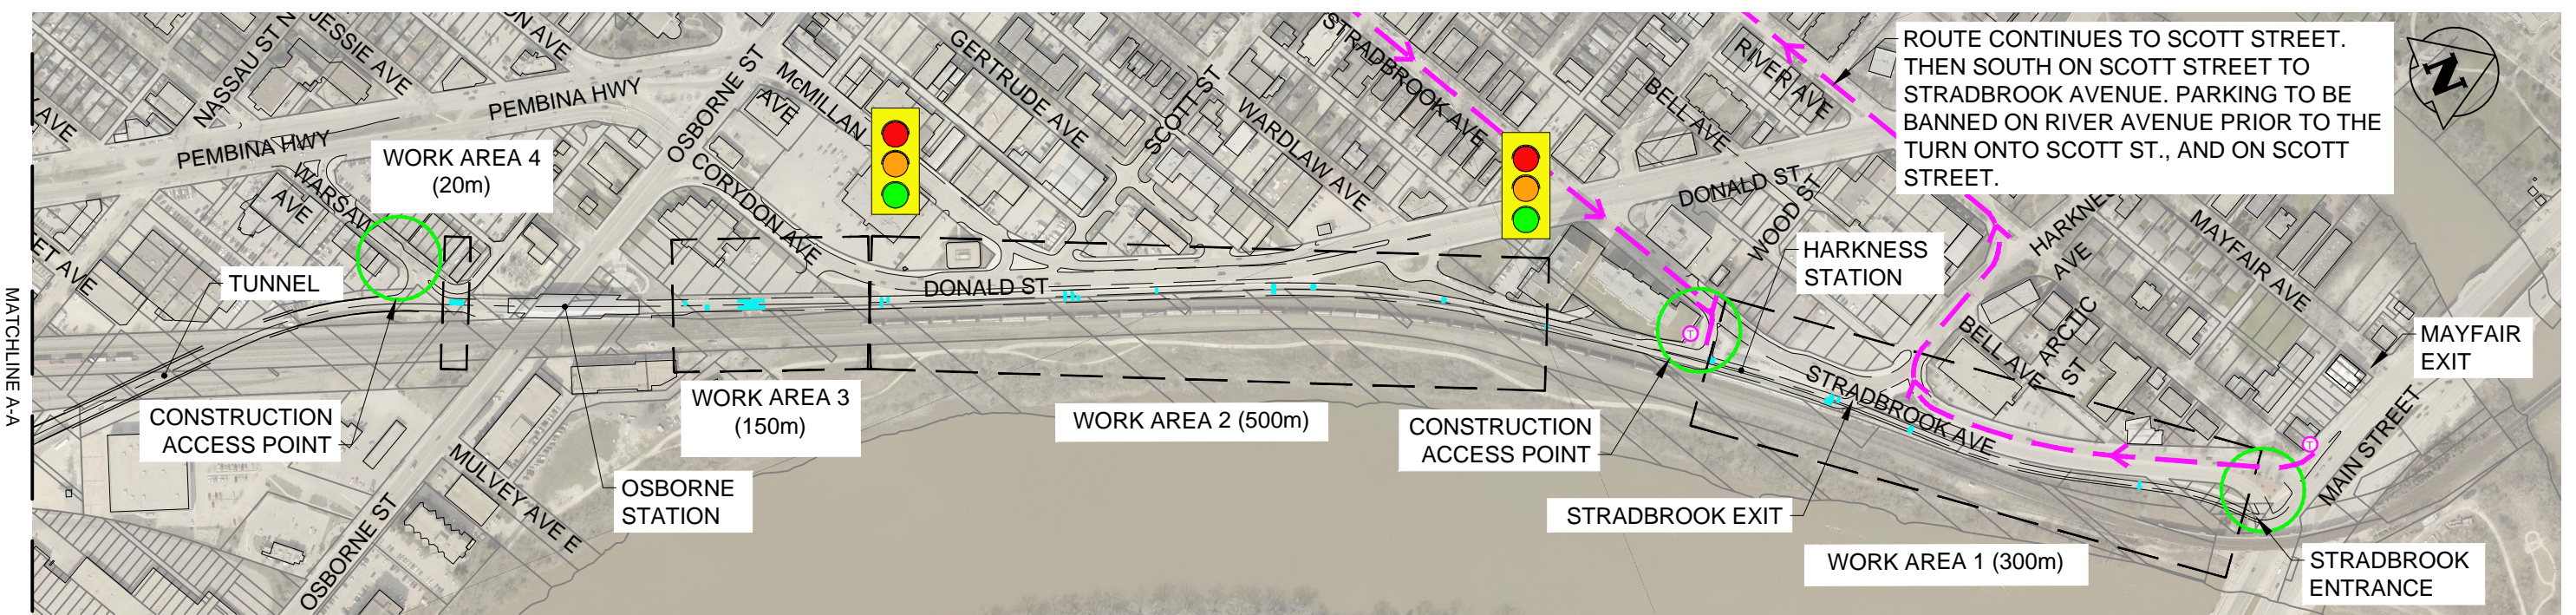 NASSAU ST N
JESSIE AVE
ON AVE
AVE
PEMBINA HWY
PEMBINA HWY
OSBORNE ST
McMILLAN
AVE
GERTRUDE AVE
SCOTT ST
WARDLAW AVE
STRADBROOK AVE
BELL AVE
RIVER AVE
ROUTE CONTINUES TO SCOTT STREET.
THEN SOUTH ON SCOTT STREET TO
STRADBROOK AVENUE. PARKING TO BE
BANNED ON RIVER AVENUE PRIOR TO THE
TURN ONTO SCOTT ST., AND ON SCOTT
STREET.
N
WORK AREA 4
(20m)
WARSAW
AVE
CORYDON AVE
DONALD ST
DONALD ST
WOOD ST
HARKNESS
STATION
HARKNES
AVE
MAYFAIR AVE
ET AVE
TUNNEL
MATCHLINE A-A
CONSTRUCTION
ACCESS POINT
OSBORNE
STATION
MULVEY AVE E
OSBORNE ST
WORK AREA 3
(150m)
WORK AREA 2 (500m)
CONSTRUCTION
ACCESS POINT
T
STRADBROOK EXIT
STRADBROOK AVE
BELL AVE
ARCTIC
ST
MAYFAIR
EXIT
T
MAIN STREET
WORK AREA 1 (300m)
STRADBROOK
ENTRANCE